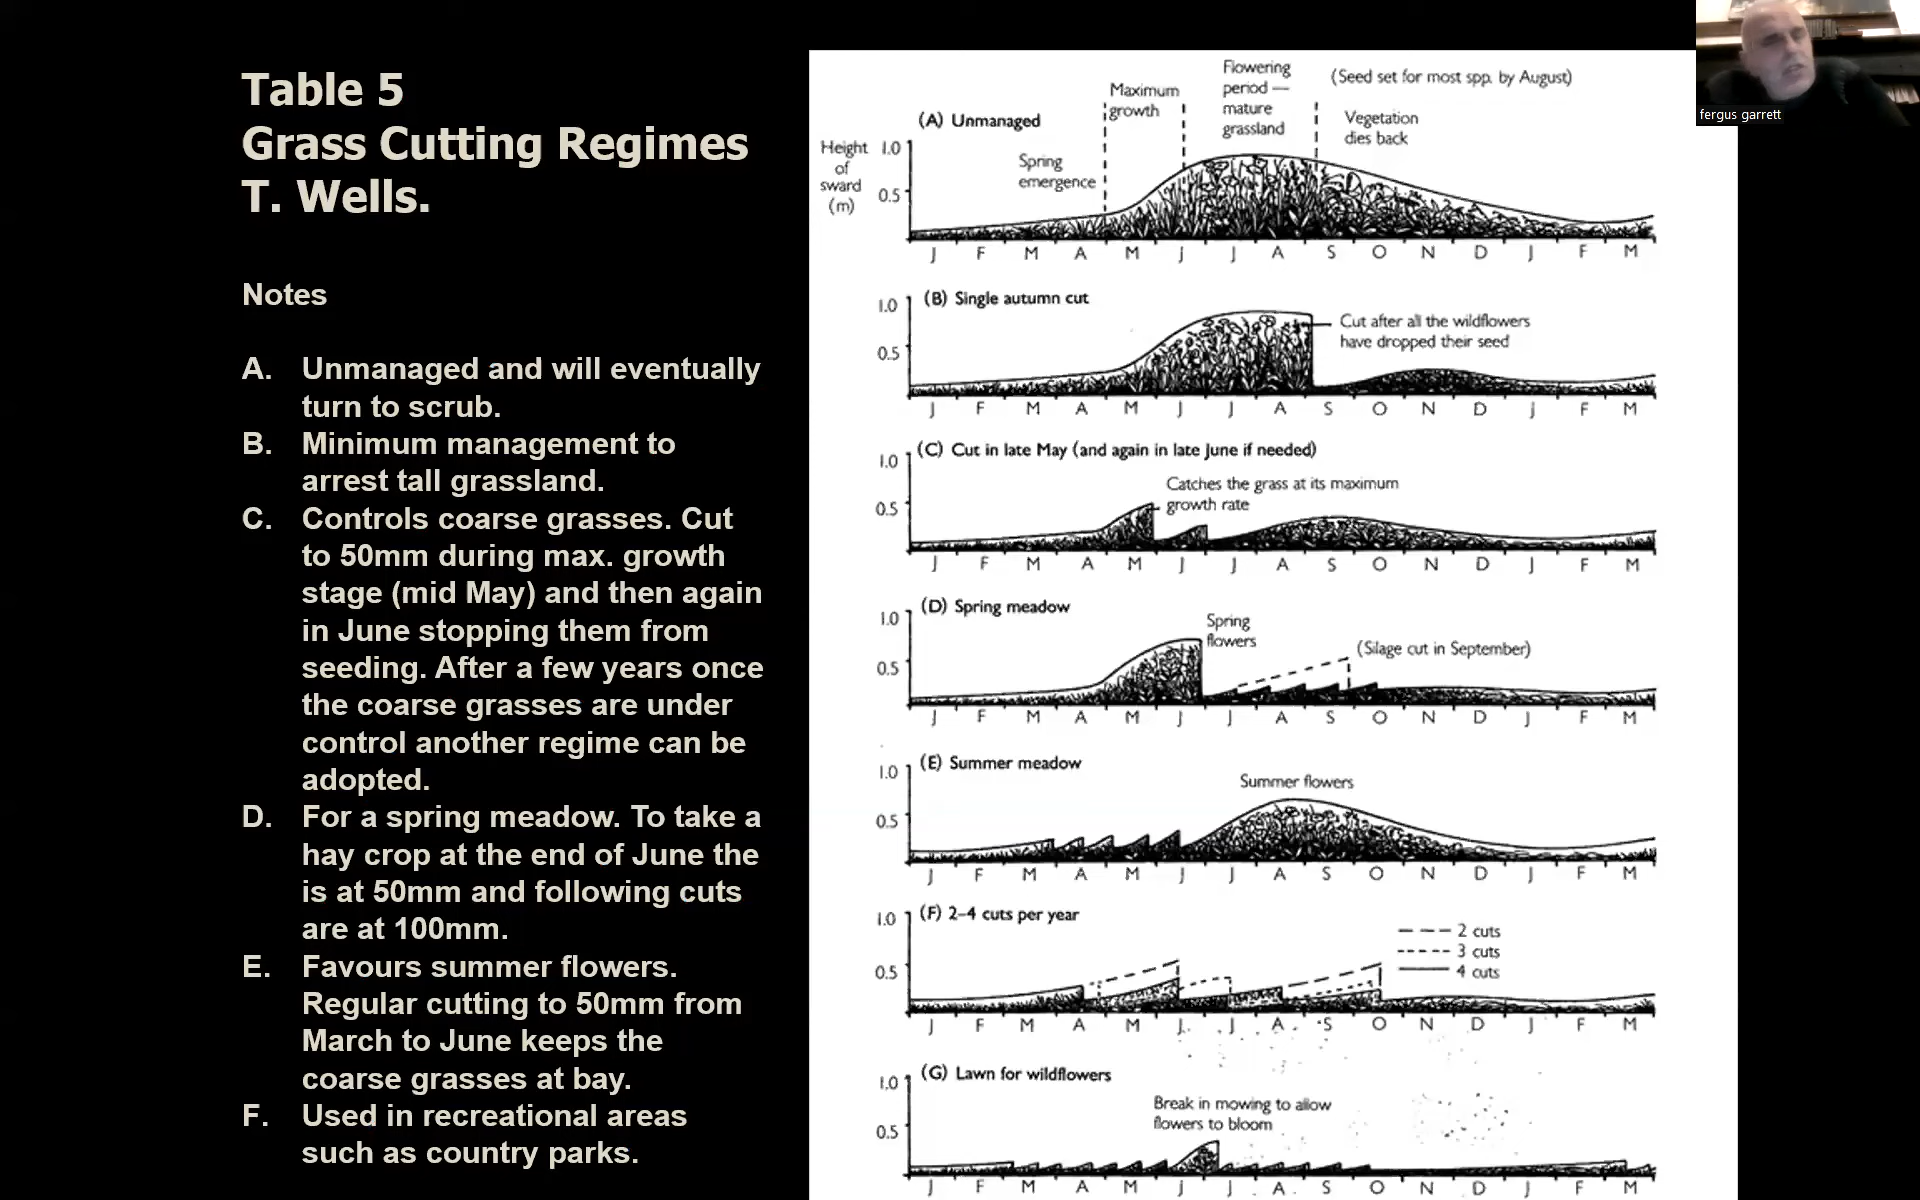 Table 5
Grass Cutting Regimes
T. Wells.
Notes
A. Unmanaged and will eventually
turn to scrub.
B. Minimum management to
arrest tall grassland.
C. Controls coarse grasses. Cut
to 50mm during max. growth
stage (mid May) and then again
in June stopping them from
seeding. After a few years once
the coarse grasses are under
control another regime can be
adopted.
D. For a spring meadow. To take a
hay crop at the end of June the
is at 50mm and following cuts
are at 100mm.
E. Favours summer flowers.
Regular cutting to 50mm from
March to June keeps the
coarse grasses at bay.
F. Used in recreational areas
such as country parks.
(A) Unmanaged
Height
of
sward
(m)
1.0
0.5
Spring
emergence
Maximum
growth
Flowering
period —
mature
grassland
(Seed set for most spp. by August)
Vegetation
dies back
J F M A M J J A S O N D J F M
(B) Single autumn cut
1.0
0.5
Cut after all the wildflowers
have dropped their seed
J F M A M J J A S O N D J F M
(C) Cut in late May (and again in late June if needed)
1.0
0.5
Catches the grass at its maximum
growth rate
J F M A M J J A S O N D J F M
(D) Spring meadow
1.0
0.5
Spring
flowers
(Silage cut in September)
J F M A M J J A S O N D J F M
(E) Summer meadow
1.0
0.5
Summer flowers
J F M A M J J A S O N D J F M
(F) 2–4 cuts per year
1.0
0.5
2 cuts
3 cuts
4 cuts
J F M A M J J A S O N D J F M
(G) Lawn for wildflowers
1.0
0.5
Break in mowing to allow
flowers to bloom
J F M A M J J A S O N D J F M
fergus garrett